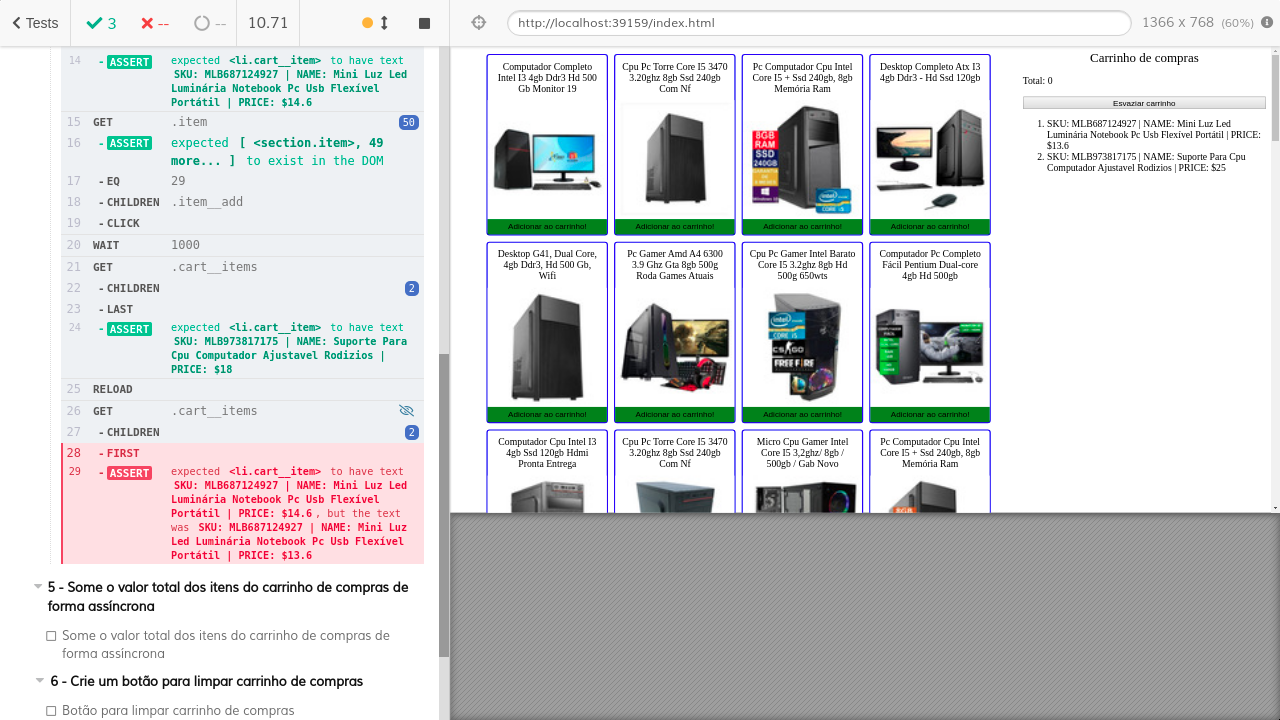 Tests
3
--
--
10.71
http://localhost:39159/index.html
1366 x 768 (60%)
14 - ASSERT expected <li.cart__item> to have text
SKU: MLB687124927 | NAME: Mini Luz Led
Luminária Notebook Pc Usb Flexível
Portátil | PRICE: $14.6
15 GET .item 50
16 - ASSERT expected [ <section.item>, 49
more... ] to exist in the DOM
17 - EQ 29
18 - CHILDREN .item__add
19 - CLICK
20 WAIT 1000
21 GET .cart__items
22 - CHILDREN 2
23 - LAST
24 - ASSERT expected <li.cart__item> to have text
SKU: MLB973817175 | NAME: Suporte Para
Cpu Computador Ajustavel Rodizios |
PRICE: $18
25 RELOAD
26 GET .cart__items
27 - CHILDREN 2
28 - FIRST
29 - ASSERT expected <li.cart__item> to have text
SKU: MLB687124927 | NAME: Mini Luz Led
Luminária Notebook Pc Usb Flexível
Portátil | PRICE: $14.6 , but the text
was SKU: MLB687124927 | NAME: Mini Luz
Led Luminária Notebook Pc Usb Flexível
Portátil | PRICE: $13.6
5 - Some o valor total dos itens do carrinho de compras de
forma assíncrona
Some o valor total dos itens do carrinho de compras de
forma assíncrona
6 - Crie um botão para limpar carrinho de compras
Botão para limpar carrinho de compras
Computador Completo
Intel I3 4gb Ddr3 Hd 500
Gb Monitor 19
Adicionar ao carrinho!
Cpu Pc Torre Core I5 3470
3.20ghz 8gb Ssd 240gb
Com Nf
Adicionar ao carrinho!
Pc Computador Cpu Intel
Core I5 + Ssd 240gb, 8gb
Memória Ram
8GB
RAM
SSD
240GB
Adicionar ao carrinho!
Desktop Completo Atx I3
4gb Ddr3 - Hd Ssd 120gb
Adicionar ao carrinho!
Desktop G41, Dual Core,
4gb Ddr3, Hd 500 Gb,
Wifi
Adicionar ao carrinho!
Pc Gamer Amd A4 6300
3.9 Ghz Gta 8gb 500g
Roda Games Atuais
Adicionar ao carrinho!
Cpu Pc Gamer Intel Barato
Core I5 3.2ghz 8gb Hd
500g 650wts
intel
CORE i5
CS:GO
FREE FIRE
Adicionar ao carrinho!
Computador Pc Completo
Fácil Pentium Dual-core
4gb Hd 500gb
Adicionar ao carrinho!
Computador Cpu Intel I3
4gb Ssd 120gb Hdmi
Pronta Entrega
Cpu Pc Torre Core I5 3470
3.20ghz 8gb Ssd 240gb
Com Nf
Micro Cpu Gamer Intel
Core I5 3,2ghz/ 8gb /
500gb / Gab Novo
Pc Computador Cpu Intel
Core I5 + Ssd 240gb, 8gb
Memória Ram
Carrinho de compras
Total: 0
Esvaziar carrinho
1. SKU: MLB687124927 | NAME: Mini Luz Led
Luminária Notebook Pc Usb Flexível Portátil | PRICE:
$13.6
2. SKU: MLB973817175 | NAME: Suporte Para Cpu
Computador Ajustavel Rodizios | PRICE: $25